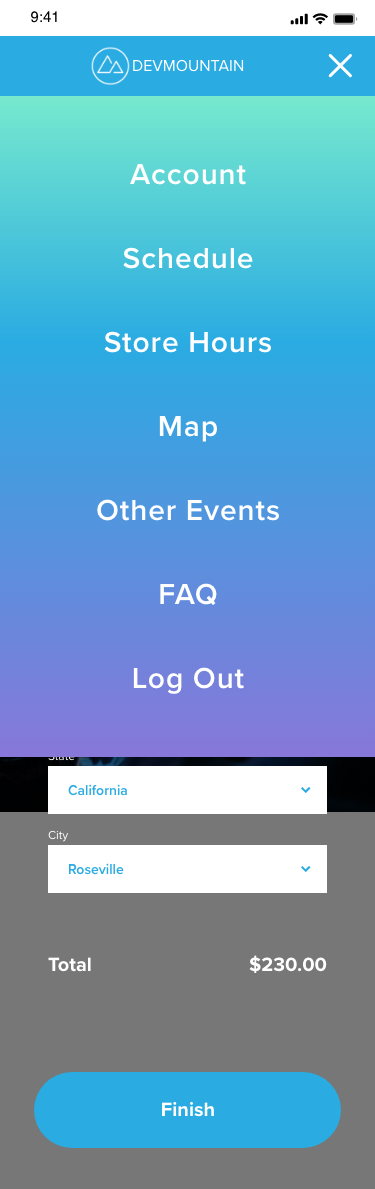 9:41
DEVMOUNTAIN
Account
Schedule
Store Hours
Map
Other Events
FAQ
Log Out
State
California
City
Roseville
Total $230.00
Finish